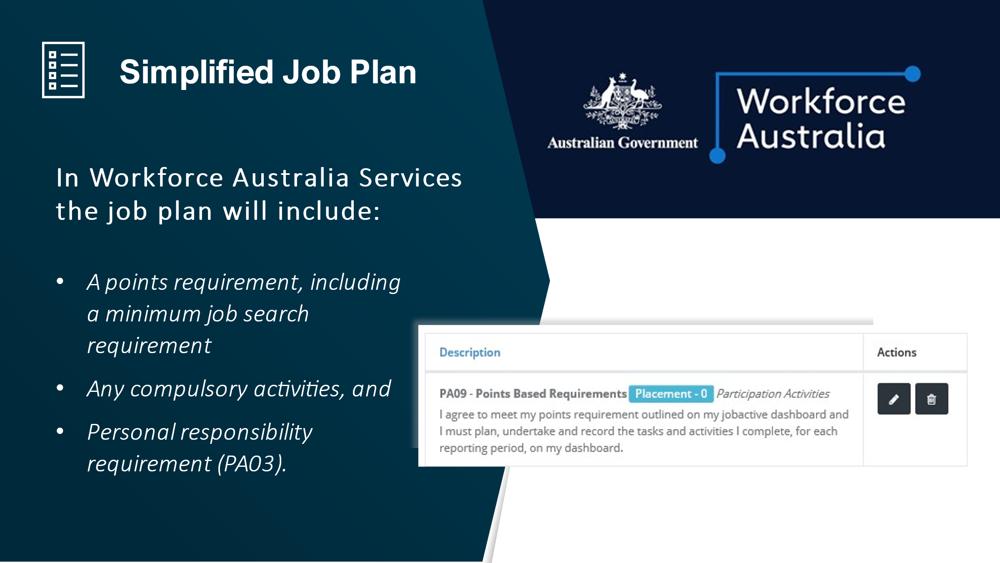 Simplified Job Plan
Australian Government
Workforce
Australia
In Workforce Australia Services
the job plan will include:
• A points requirement, including
a minimum job search
requirement
• Any compulsory activities, and
• Personal responsibility
requirement (PA03).
Description
Actions
PA09 - Points Based Requirements Placement - 0 Participation Activities
I agree to meet my points requirement outlined on my jobactive dashboard and
I must plan, undertake and record the tasks and activities I complete, for each
reporting period, on my dashboard.